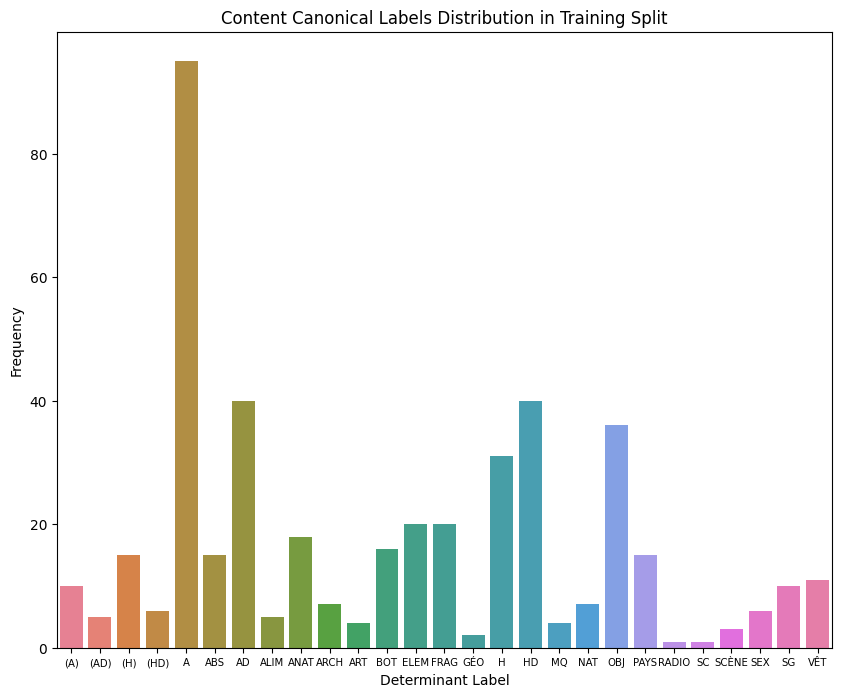 Content Canonical Labels Distribution in Training Split
Frequency
80
60
40
20
0
(A) (AD) (H) (HD) A ABS AD ALIM ANAT ARCH ART BOT ELEM FRAG GÉO H HD MQ NAT OBJ PAYS RADIO SC SCÈNE SEX SG VÊT
Determinant Label